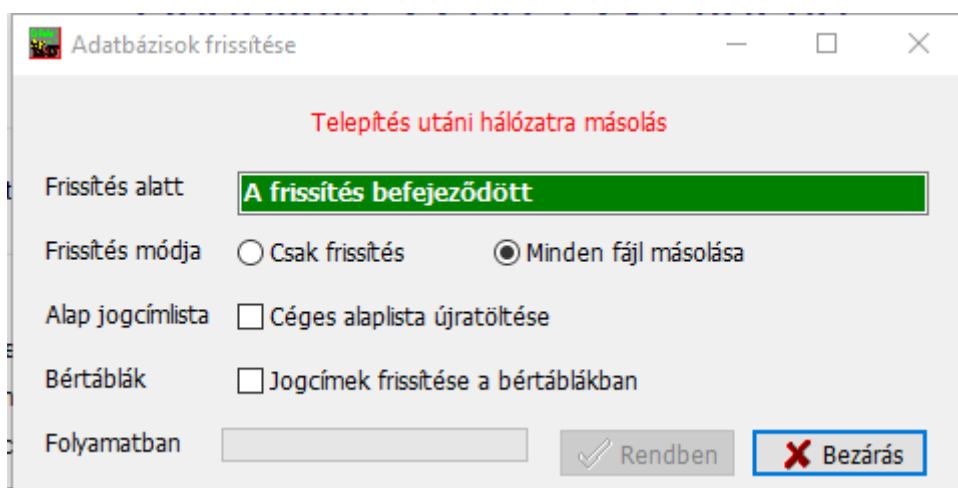 Adatbázisok frissítése
Telepítés utáni hálózatra másolás
Frissítés alatt A frissítés befejeződött
Frissítés módja Csak frissítés Minden fájl másolása
Alap jogcímlista Céges alaplista újratöltése
Bértáblák Jogcímek frissítése a bértáblákban
Folyamatban Rendben Bezárás